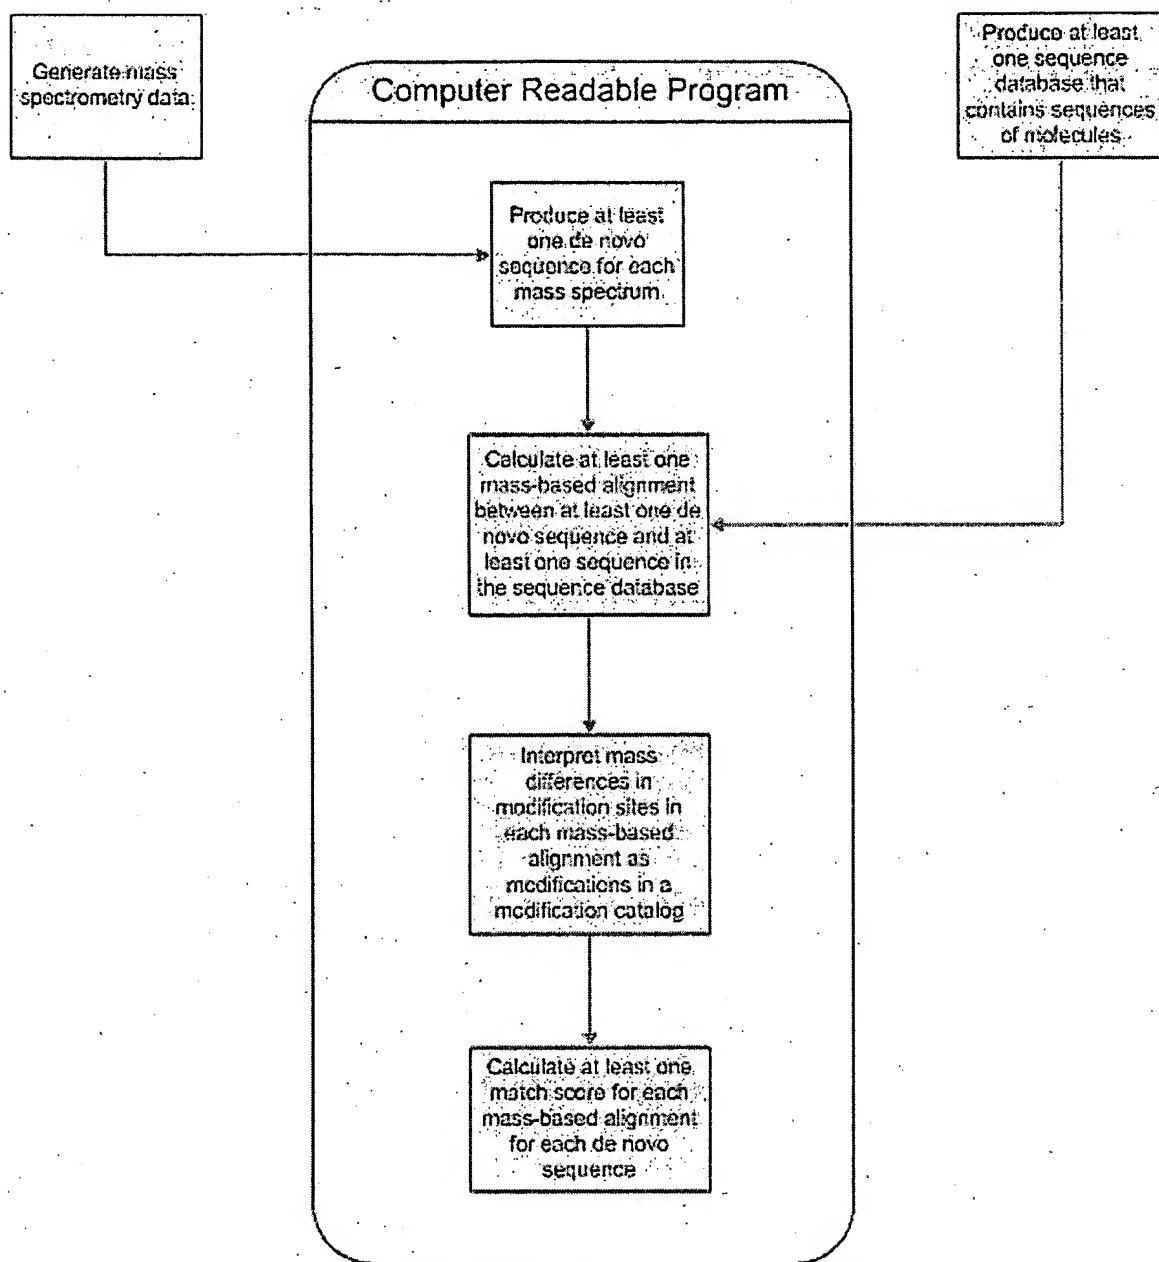 Generate mass
spectrometry data
Computer Readable Program
Produce at least
one sequence
database that
contains sequences
of molecules
Produce at least
one de novo
sequence for each
mass spectrum
Calculate at least one
mass-based alignment
between at least one de
novo sequence and at
least one sequence in
the sequence database
Interpret mass
differences in
modification sites in
each mass-based
alignment as
modifications in a
modification catalog
Calculate at least one
match score for each
mass-based alignment
for each de novo
sequence